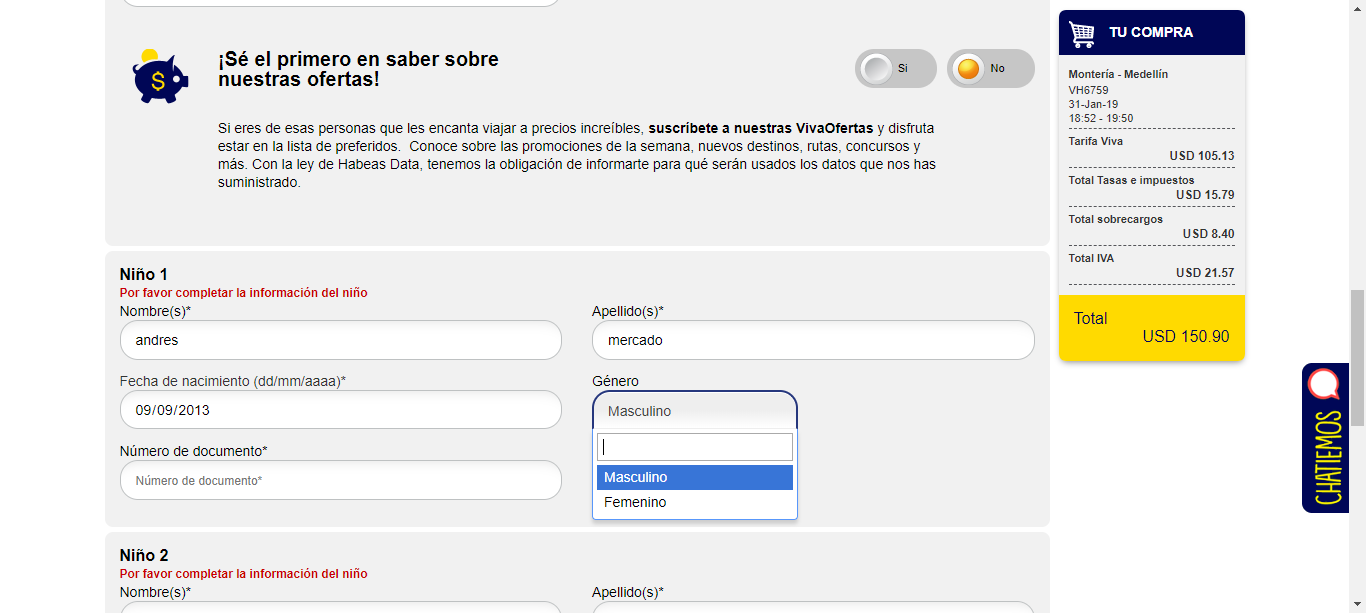 ¡Sé el primero en saber sobre
nuestras ofertas!
Si
No
Si eres de esas personas que les encanta viajar a precios increíbles, suscríbete a nuestras VivaOfertas y disfruta
estar en la lista de preferidos. Conoce sobre las promociones de la semana, nuevos destinos, rutas, concursos y
más. Con la ley de Habeas Data, tenemos la obligación de informarte para qué serán usados los datos que nos has
suministrado.
Niño 1
Por favor completar la información del niño
Nombre(s)*
Apellido(s)*
andres
mercado
Fecha de nacimiento (dd/mm/aaaa)*
Género
09/09/2013
Masculino
Número de documento*
Número de documento*
Masculino
Femenino
Niño 2
Por favor completar la información del niño
Nombre(s)*
Apellido(s)*
TU COMPRA
Montería - Medellín
VH6759
31-Jan-19
18:52 - 19:50
Tarifa Viva
USD 105.13
Total Tasas e impuestos
USD 15.79
Total sobrecargos
USD 8.40
Total IVA
USD 21.57
Total
USD 150.90
CHATIEMOS